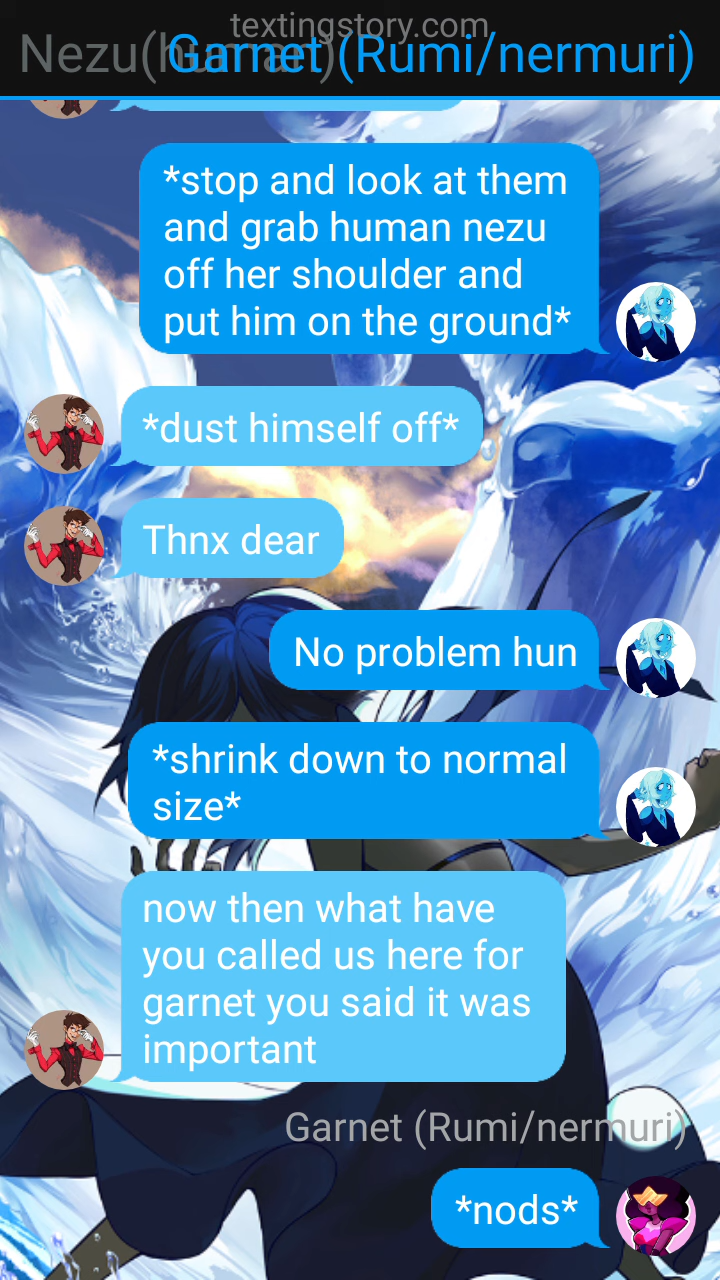 textingstory.com
Nezu(human)
Garnet (Rumi/nermuri)
*stop and look at them
and grab human nezu
off her shoulder and
put him on the ground*
*dust himself off*
Thnx dear
No problem hun
*shrink down to normal
size*
now then what have
you called us here for
garnet you said it was
important
Garnet (Rumi/nermuri)
*nods*